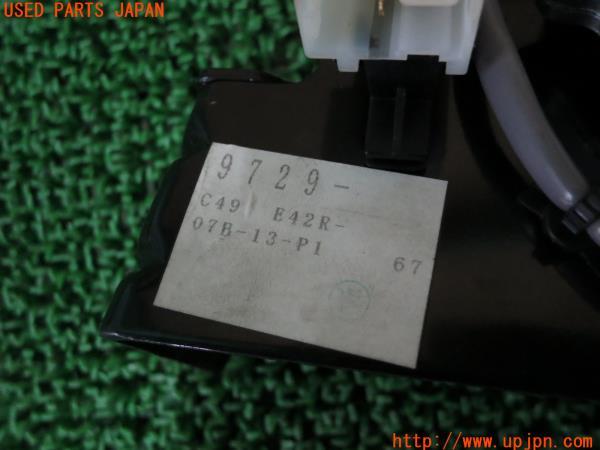 USED PARTS JAPAN
9729-
C49 E42R-
07B-13-P1 67
http://www.upjpn.com/